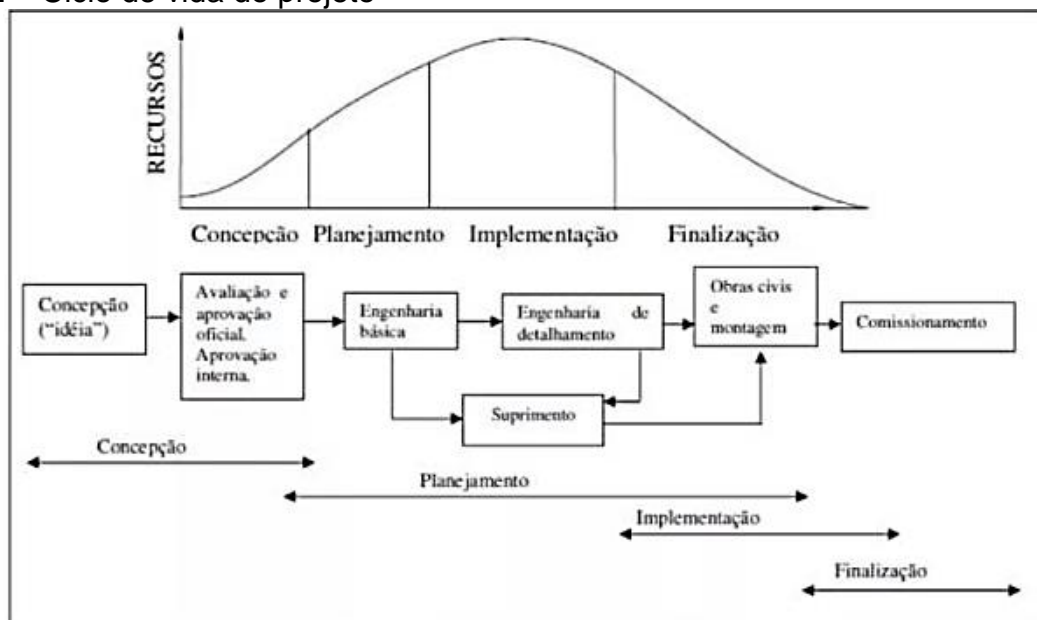 Ciclo de vida do projeto
RECURSOS
Concepção Planejamento Implementação Finalização
Concepção
("idéia")
Avaliação e
aprovação
oficial.
Aprovação
interna.
Engenharia
básica
Engenharia de
detalhamento
Obras civis
e
montagem
Comissionamento
Suprimento
Concepção
Planejamento
Implementação
Finalização